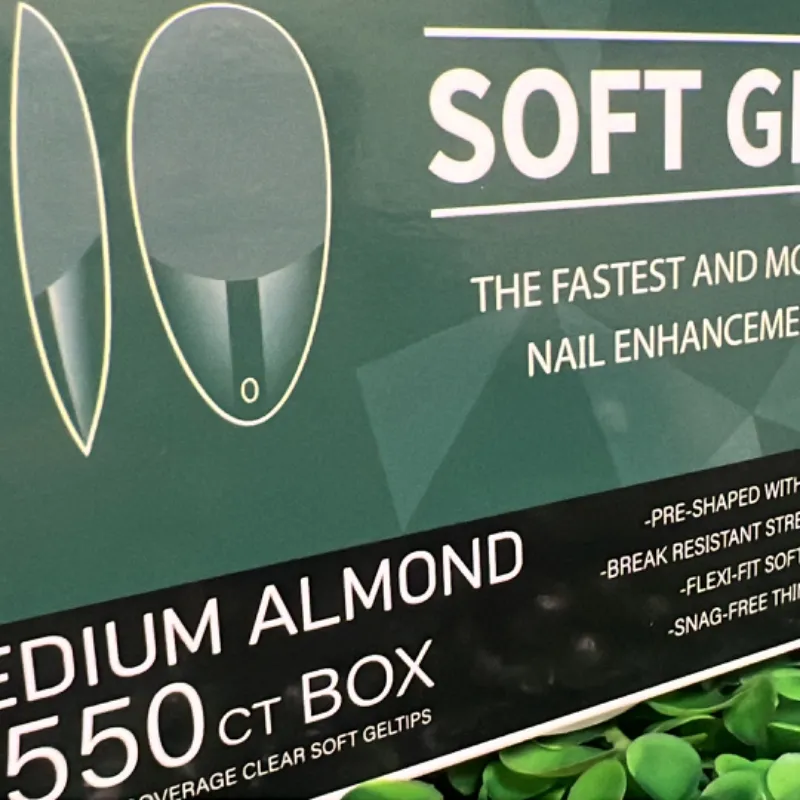 SOFT GE
THE FASTEST AND MO
NAIL ENHANCEME
0
-PRE-SHAPED WITH
-BREAK RESISTANT STRE
-FLEXI-FIT SOFT
-SNAG-FREE THIN
EDIUM ALMOND
550 CT BOX
OVERAGE CLEAR SOFT GELTIPS